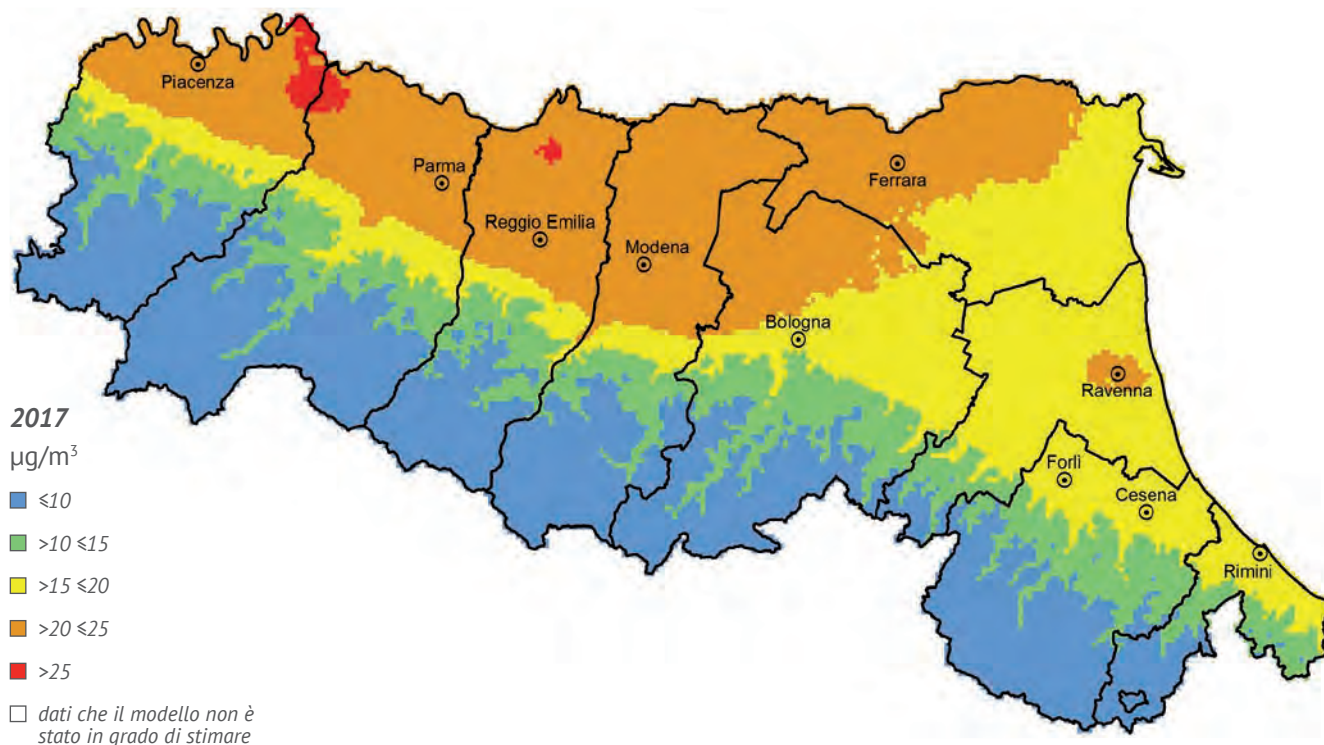 Piacenza
Parma
Ferrara
Reggio Emilia
Modena
Bologna
Ravenna
Forlì
Cesena
Rimini
2017
µg/m³
≤10
>10 ≤15
>15 ≤20
>20 ≤25
>25
dati che il modello non è
stato in grado di stimare